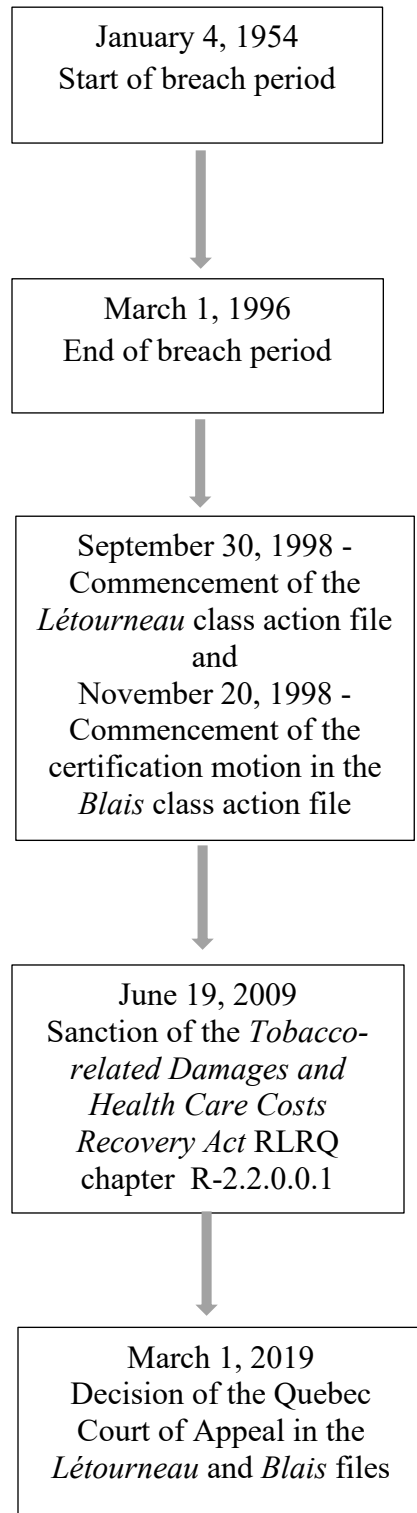 January 4, 1954
Start of breach period
March 1, 1996
End of breach period
September 30, 1998 -
Commencement of the
Létourneau class action file
and
November 20, 1998 -
Commencement of the
certification motion in the
Blais class action file
June 19, 2009
Sanction of the Tobacco-
related Damages and
Health Care Costs
Recovery Act RLRQ
chapter R-2.2.0.0.1
March 1, 2019
Decision of the Quebec
Court of Appeal in the
Létourneau and Blais files